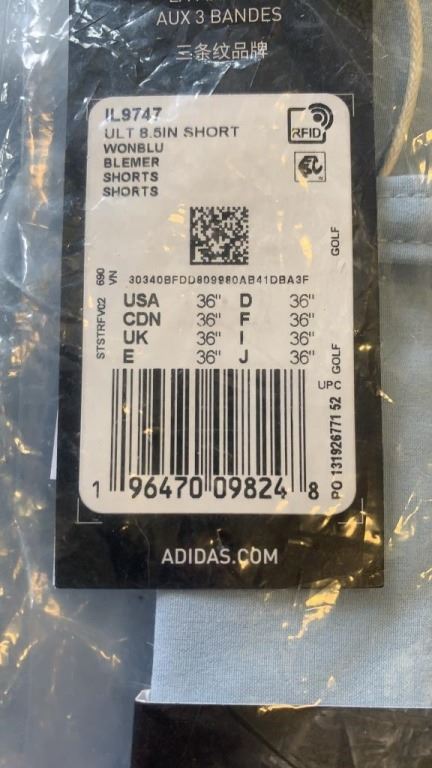 AUX 3 BANDES
三条纹品牌
IL9747
ULT 8.5IN SHORT
WONBLU
BLEMER
SHORTS
SHORTS
RFID
GOLF
30340BFDD809980AB41DBA3F
690
VN
STSTRFV02
USA 36" D 36"
CDN 36" F 36"
UK 36" I 36"
E 36" J 36"
GOLF
UPC
PO 131926771 52
1 96470 09824 8
ADIDAS.COM